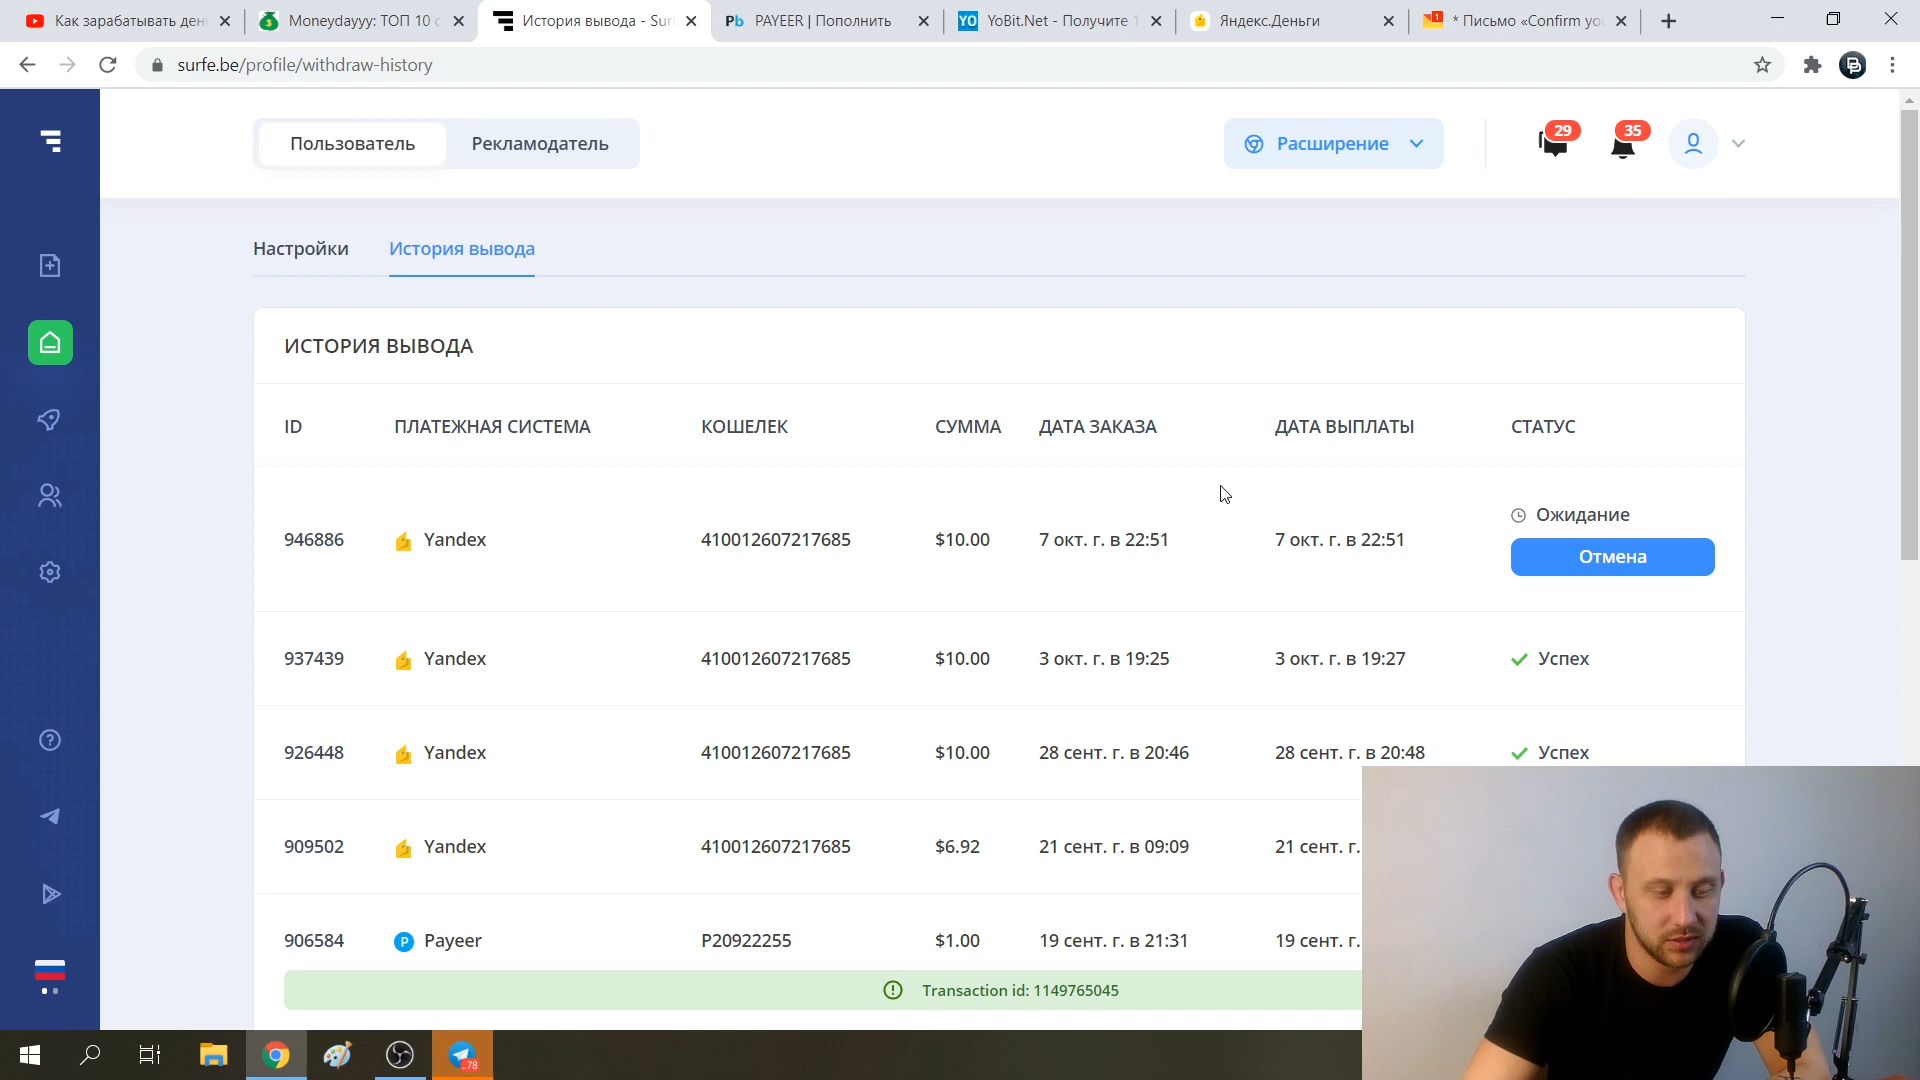 Как зарабатывать ден
Moneydayyy: ТОП 10 с
История вывода - Surf
Pb PAYEER | Пополнить
YO YoBit.Net - Получите 1
Яндекс.Деньги
1 * Письмо «Confirm you
surfe.be/profile/withdraw-history
Пользователь
Рекламодатель
Расширение
29
35
Настройки
История вывода
ИСТОРИЯ ВЫВОДА
ID ПЛАТЕЖНАЯ СИСТЕМА КОШЕЛЕК СУММА ДАТА ЗАКАЗА ДАТА ВЫПЛАТЫ СТАТУС
946886 Yandex 410012607217685 $10.00 7 окт. г. в 22:51 7 окт. г. в 22:51 Ожидание
Отмена
937439 Yandex 410012607217685 $10.00 3 окт. г. в 19:25 3 окт. г. в 19:27 Успех
926448 Yandex 410012607217685 $10.00 28 сент. г. в 20:46 28 сент. г. в 20:48 Успех
909502 Yandex 410012607217685 $6.92 21 сент. г. в 09:09 21 сент. г.
906584 P Payeer P20922255 $1.00 19 сент. г. в 21:31 19 сент. г.
Transaction id: 1149765045
..78